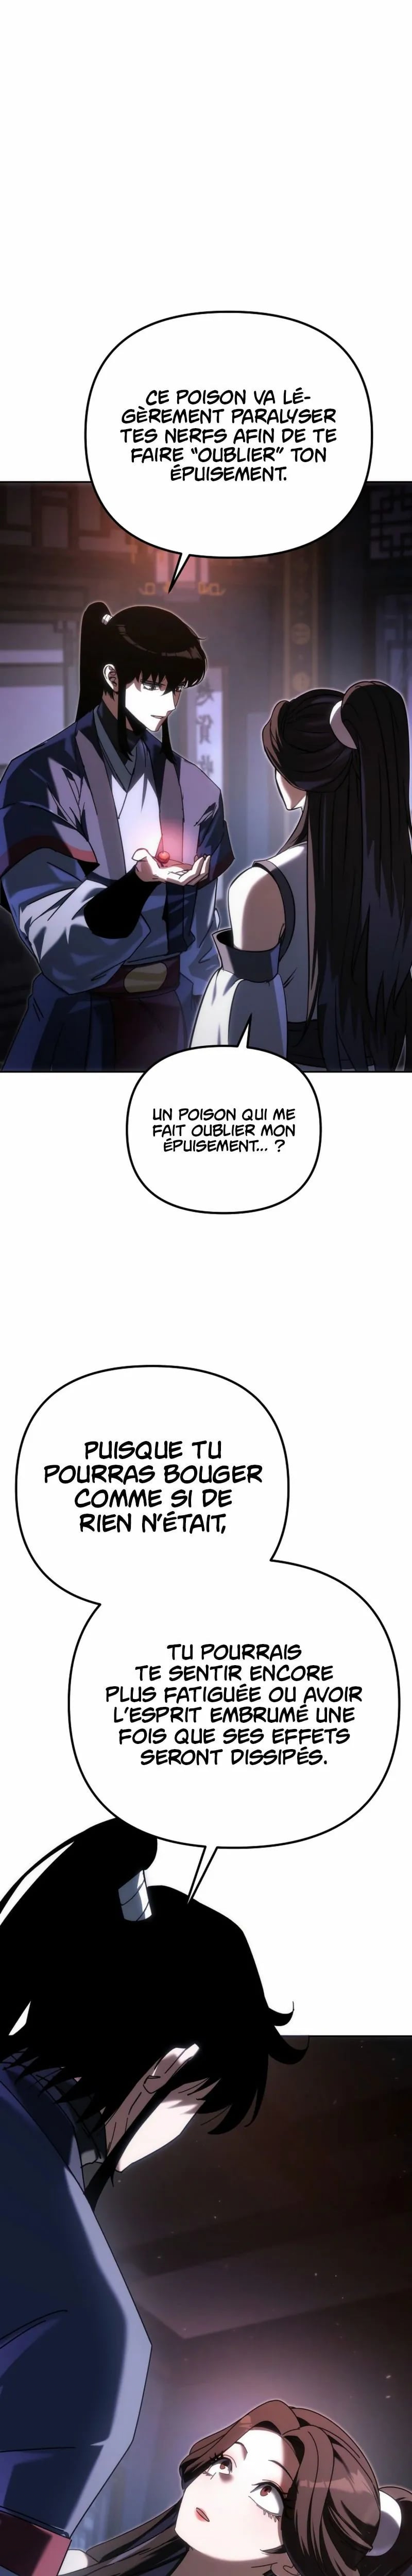 CE POISON VA LÉ-
GÈREMENT PARALYSER
TES NERFS AFIN DE TE
FAIRE "OUBLIER" TON
ÉPUISEMENT.
UN POISON QUI ME
FAIT OUBLIER MON
ÉPUISEMENT... ?
PUISQUE TU
POURRAS BOUGER
COMME SI DE
RIEN N'ÉTAIT,
TU POURRAIS
TE SENTIR ENCORE
PLUS FATIGUÉE OU AVOIR
L'ESPRIT EMBRUMÉ UNE
FOIS QUE SES EFFETS
SERONT DISSIPÉS.